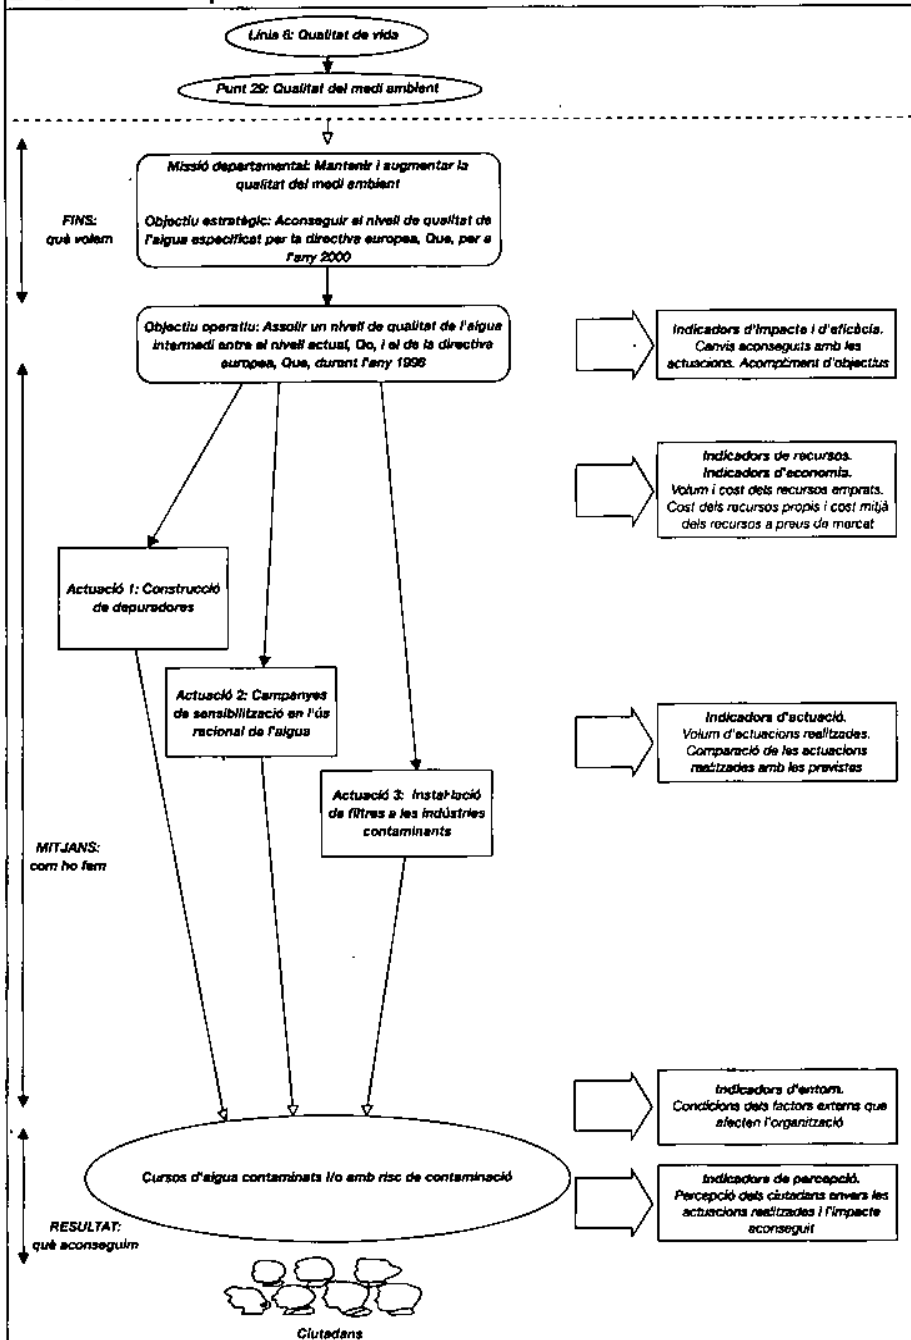 Línia 6: Qualitat de vida
Punt 29: Qualitat del medi ambient
Missió departamental: Mantenir i augmentar la
qualitat del medi ambient
Objectiu estratègic: Aconseguir el nivell de qualitat de
l'aigua especificat per la directiva europea, Que, per a
l'any 2000
FINS:
què volem
Objectiu operatiu: Assolir un nivell de qualitat de l'aigua
intermedi entre el nivell actual, Qo, i el de la directiva
europea, Que, durant l'any 1998
Indicadors d'impacte i d'eficàcia.
Canvis aconseguits amb les
actuacions. Acompliment d'objectius
Indicadors de recursos.
Indicadors d'economia.
Volum i cost dels recursos emprats.
Cost dels recursos propis i cost mitjà
dels recursos a preus de mercat
Actuació 1: Construcció
de depuradores
Actuació 2: Campanyes
de sensibilització en l'ús
racional de l'aigua
Indicadors d'actuació.
Volum d'actuacions realitzades.
Comparació de les actuacions
realitzades amb les previstes
Actuació 3: Instal·lació
de filtres a les indústries
contaminants
MITJANS:
com ho fem
Indicadors d'entorn.
Condicions dels factors externs que
afecten l'organització
Cursos d'aigua contaminats i/o amb risc de contaminació
Indicadors de percepció.
Percepció dels ciutadans envers les
actuacions realitzades i l'impacte
aconseguit
RESULTAT:
què aconseguim
Ciutadans